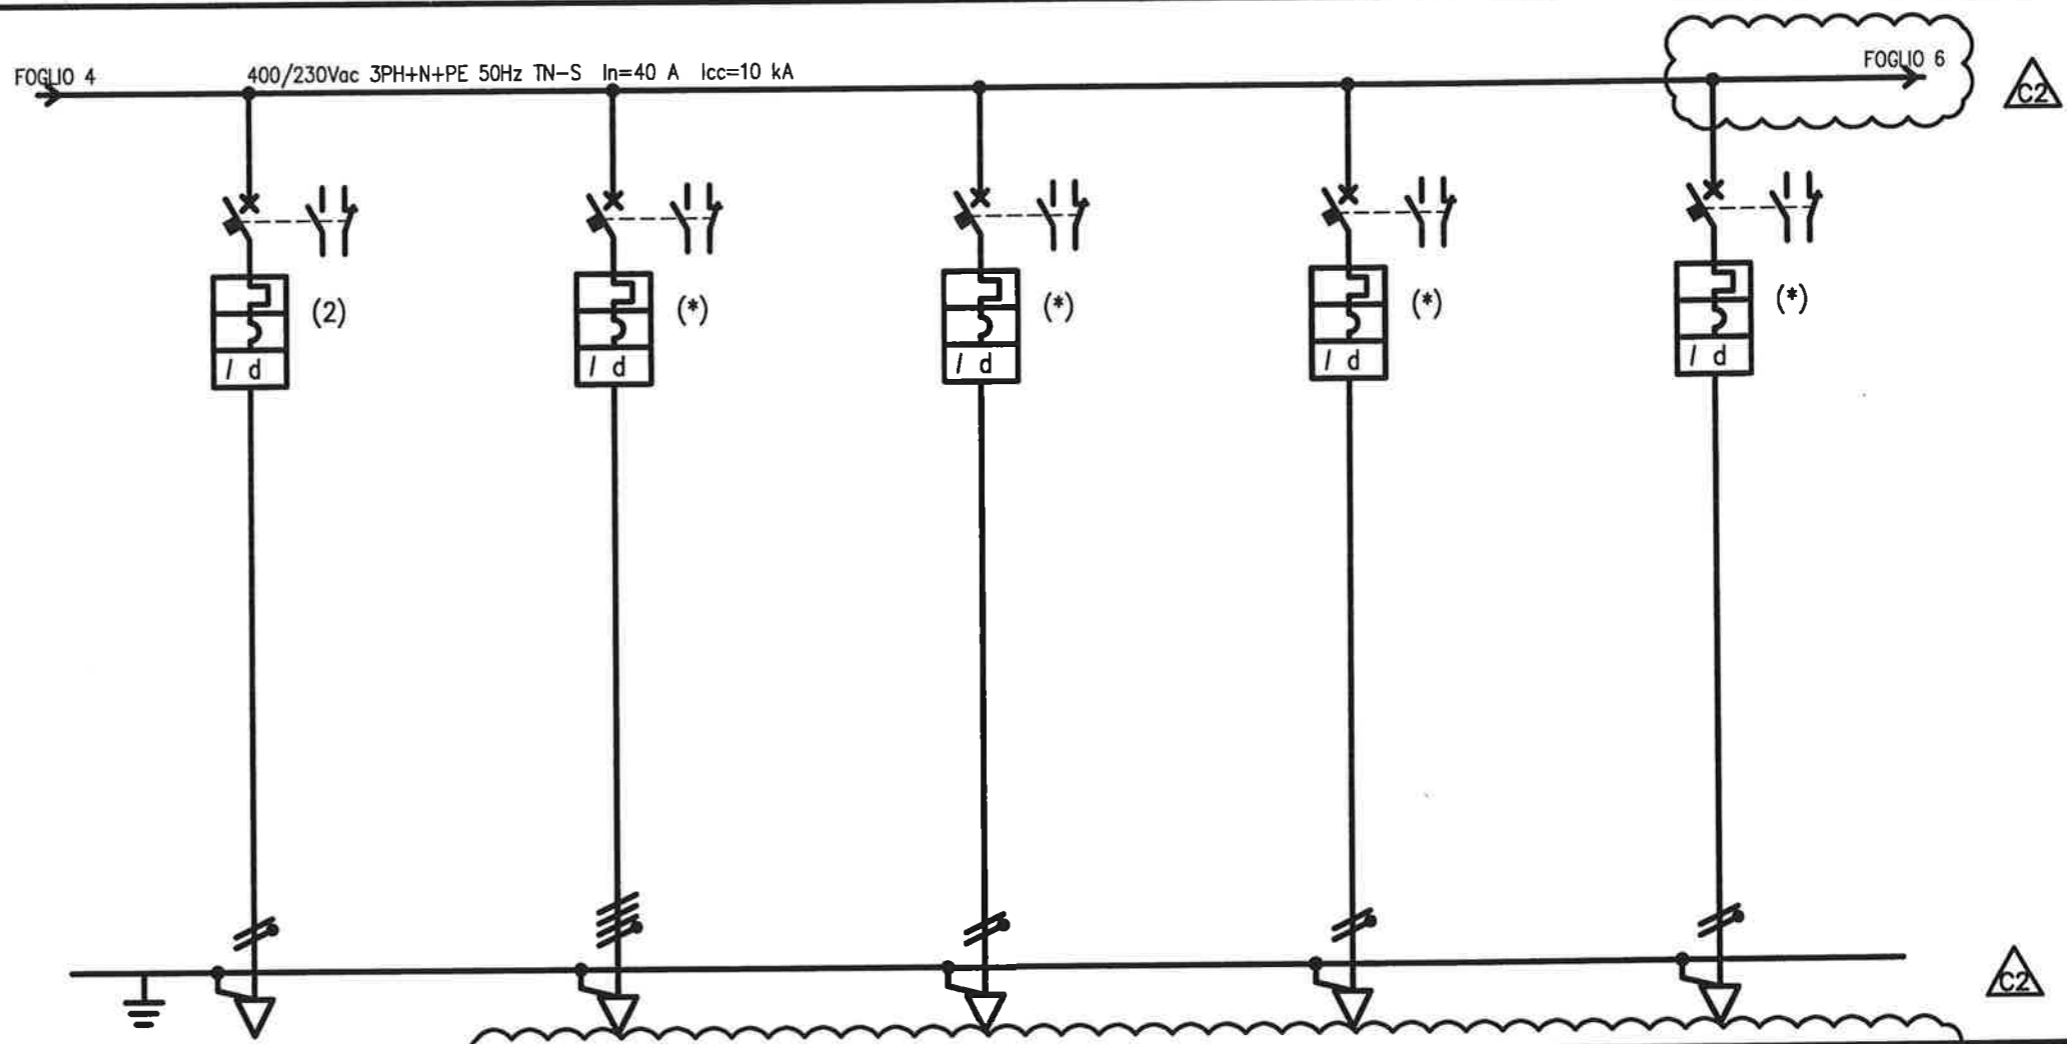 FOGLIO 4
400/230Vac 3PH+N+PE 50Hz TN-S In=40 A Icc=10 kA
FOGLIO 6
C2
(2)
(*)
(*)
(*)
(*)
I d
I d
I d
I d
I d
C2